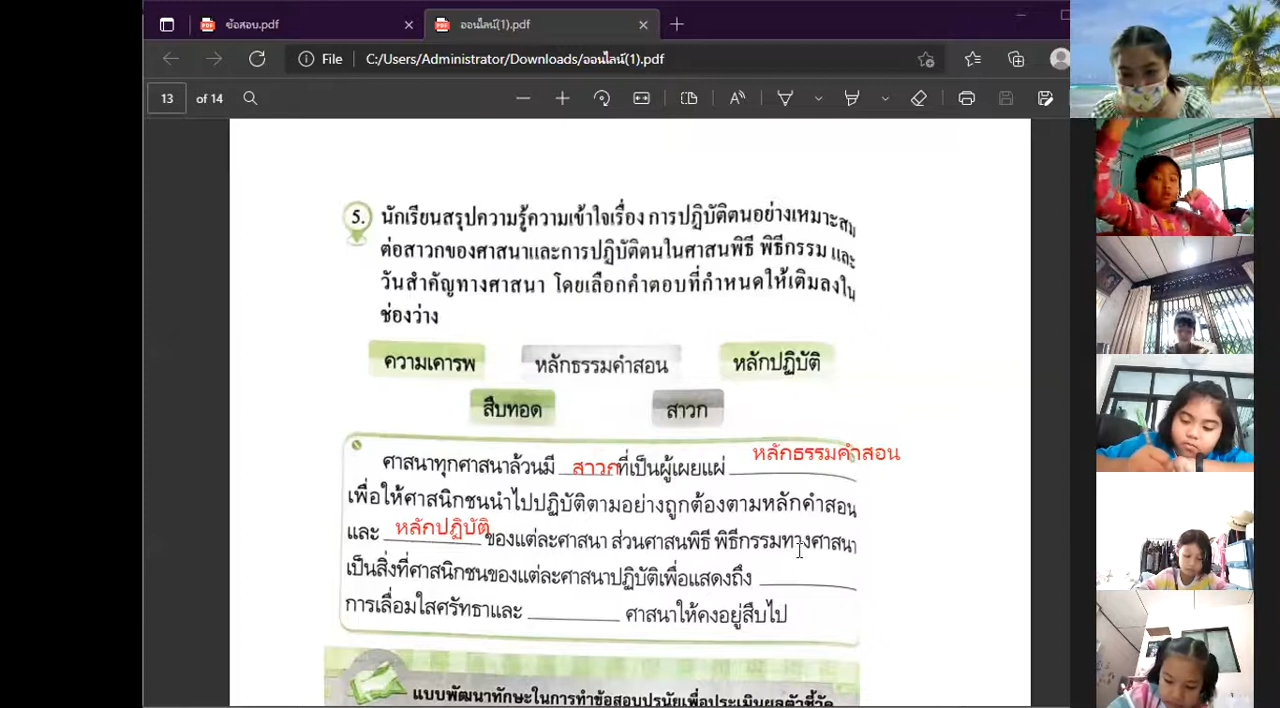 ข้อสอบ.pdf
ออนไลน์(1).pdf
File C:/Users/Administrator/Downloads/ออนไลน์(1).pdf
13 of 14
5. นักเรียนสรุปความรู้ความเข้าใจเรื่อง การปฏิบัติตนอย่างเหมาะสม
ต่อสาวกของศาสนาและการปฏิบัติตนในศาสนพิธี พิธีกรรม และ
วันสำคัญทางศาสนา โดยเลือกคำตอบที่กำหนดให้เติมลงใน
ช่องว่าง
ความเคารพ หลักธรรมคำสอน หลักปฏิบัติ
สืบทอด สาวก
ศาสนาทุกศาสนาล้วนมี สาวก ที่เป็นผู้เผยแผ่ หลักธรรมคำสอน
เพื่อให้ศาสนิกชนนำไปปฏิบัติตามอย่างถูกต้องตามหลักคำสอน
และ หลักปฏิบัติ ของแต่ละศาสนา ส่วนศาสนพิธี พิธีกรรมทางศาสนา
เป็นสิ่งที่ศาสนิกชนของแต่ละศาสนาปฏิบัติเพื่อแสดงถึง ________
การเลื่อมใสศรัทธาและ ________ ศาสนาให้คงอยู่สืบไป
แบบพัฒนาทักษะในการทำข้อสอบปรนัยเพื่อประเมินผลตัวชี้วัด